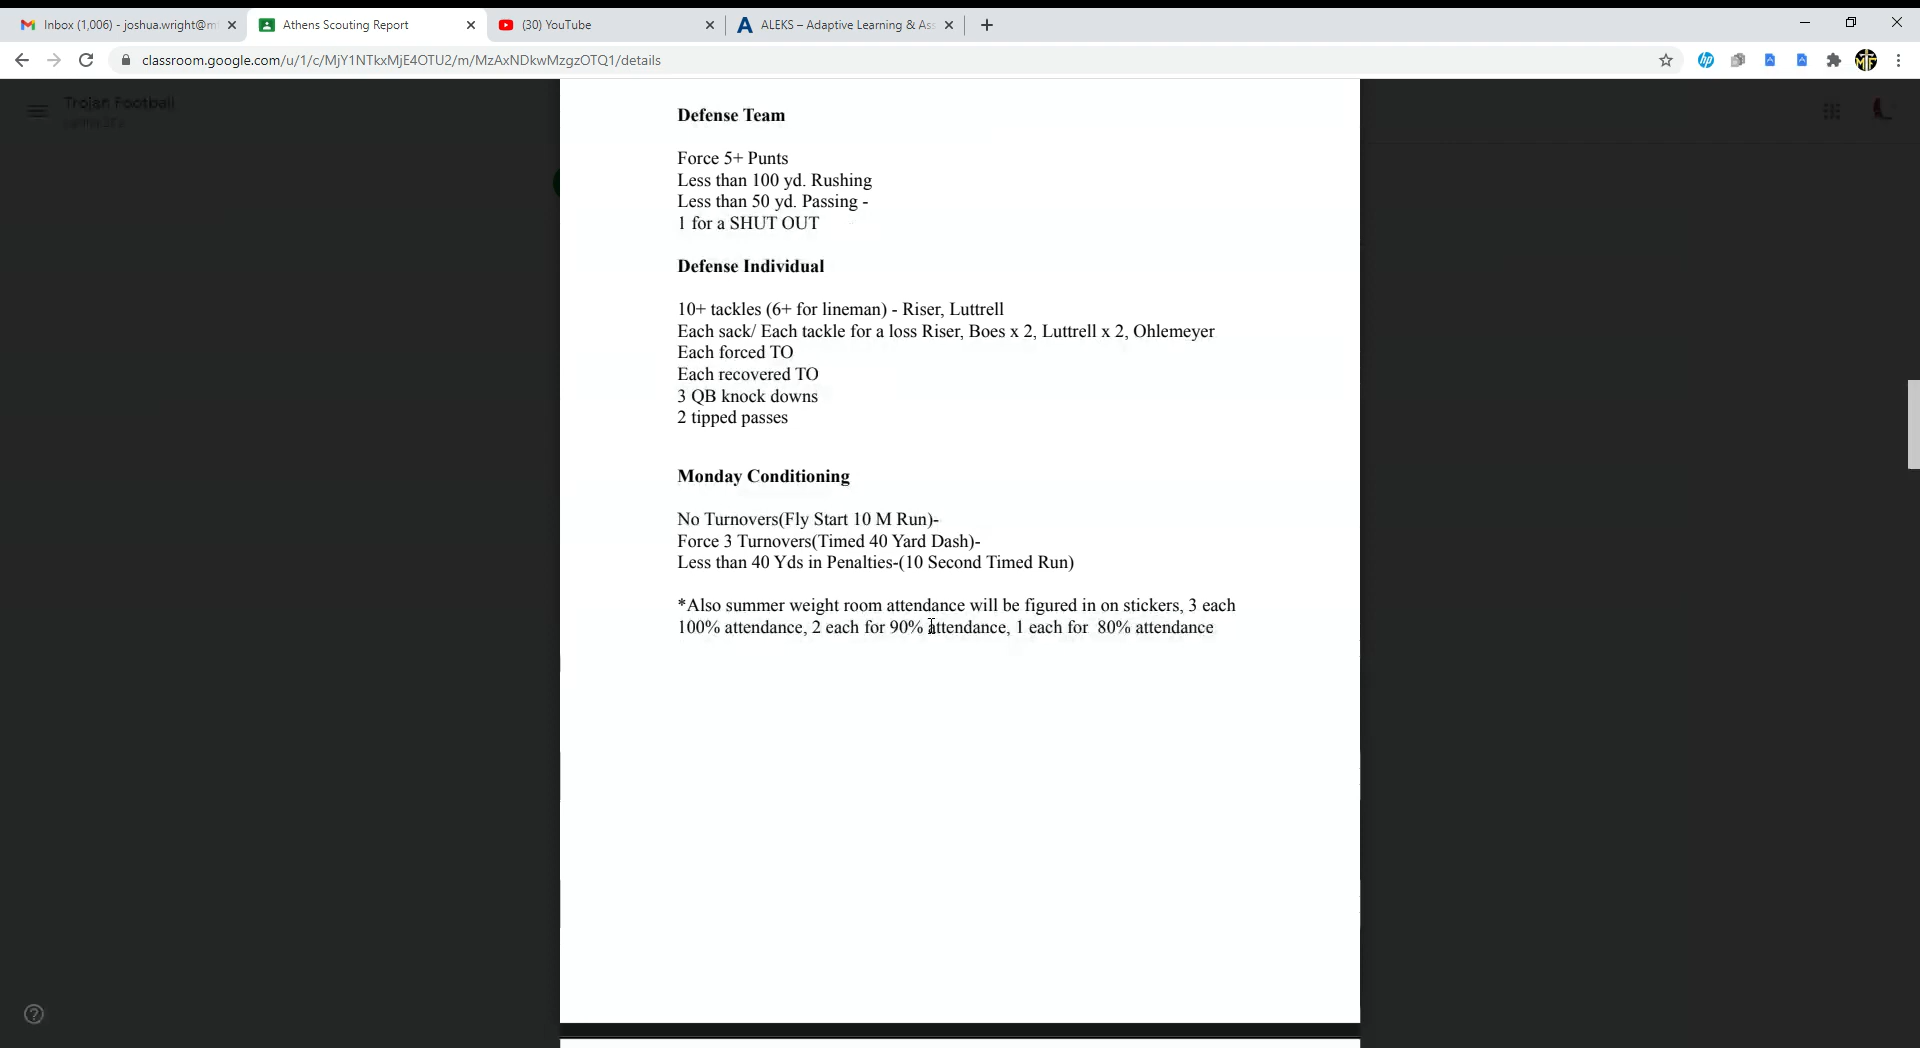 Inbox (1,006) - joshua.wright@m
Athens Scouting Report
(30) YouTube
ALEKS – Adaptive Learning & Ass
classroom.google.com/u/1/c/MjY1NTkxMjE4OTU2/m/MzAxNDkwMzgzOTQ1/details
Trojan Football
Defense Team
Force 5+ Punts
Less than 100 yd. Rushing
Less than 50 yd. Passing -
1 for a SHUT OUT
Defense Individual
10+ tackles (6+ for lineman) - Riser, Luttrell
Each sack/ Each tackle for a loss Riser, Boes x 2, Luttrell x 2, Ohlemeyer
Each forced TO
Each recovered TO
3 QB knock downs
2 tipped passes
Monday Conditioning
No Turnovers(Fly Start 10 M Run)-
Force 3 Turnovers(Timed 40 Yard Dash)-
Less than 40 Yds in Penalties-(10 Second Timed Run)
*Also summer weight room attendance will be figured in on stickers, 3 each
100% attendance, 2 each for 90% attendance, 1 each for  80% attendance